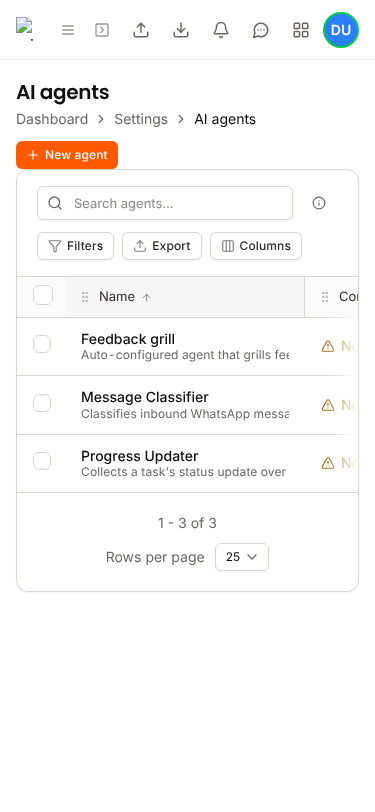 DU
AI agents
Dashboard > Settings > AI agents
+ New agent
Search agents...
Filters
Export
Columns
Name ↑
Feedback grill
Auto-configured agent that grills
Message Classifier
Classifies inbound WhatsApp
Progress Updater
Collects a task's status update over
1 - 3 of 3
Rows per page 25